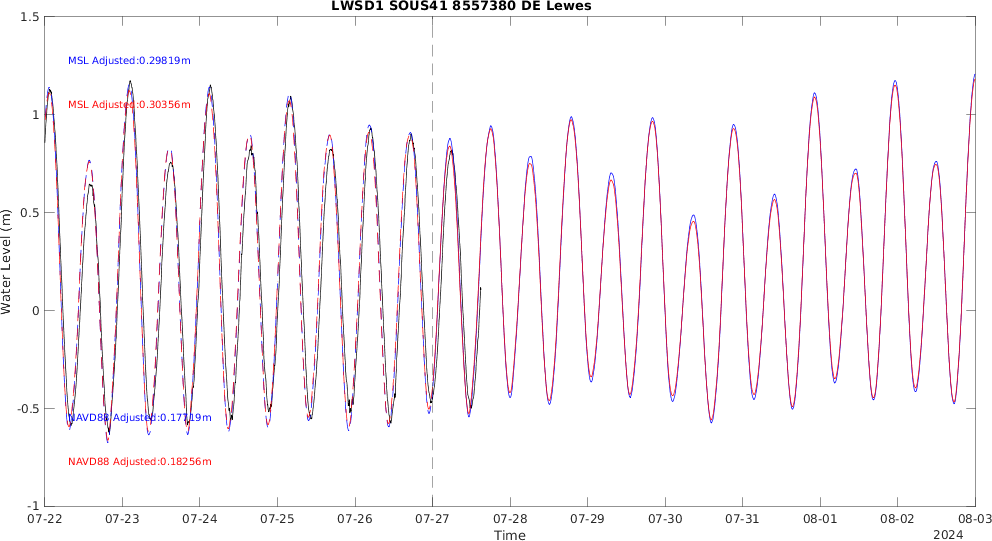 LWSD1 SOUS41 8557380 DE Lewes
1.5
MSL Adjusted:0.29819m
MSL Adjusted:0.30356m
1
0.5
Water Level (m)
0
-0.5
NAVD88 Adjusted:0.17719m
NAVD88 Adjusted:0.18256m
-1
07-22 07-23 07-24 07-25 07-26 07-27 07-28 07-29 07-30 07-31 08-01 08-02 08-03
Time
2024